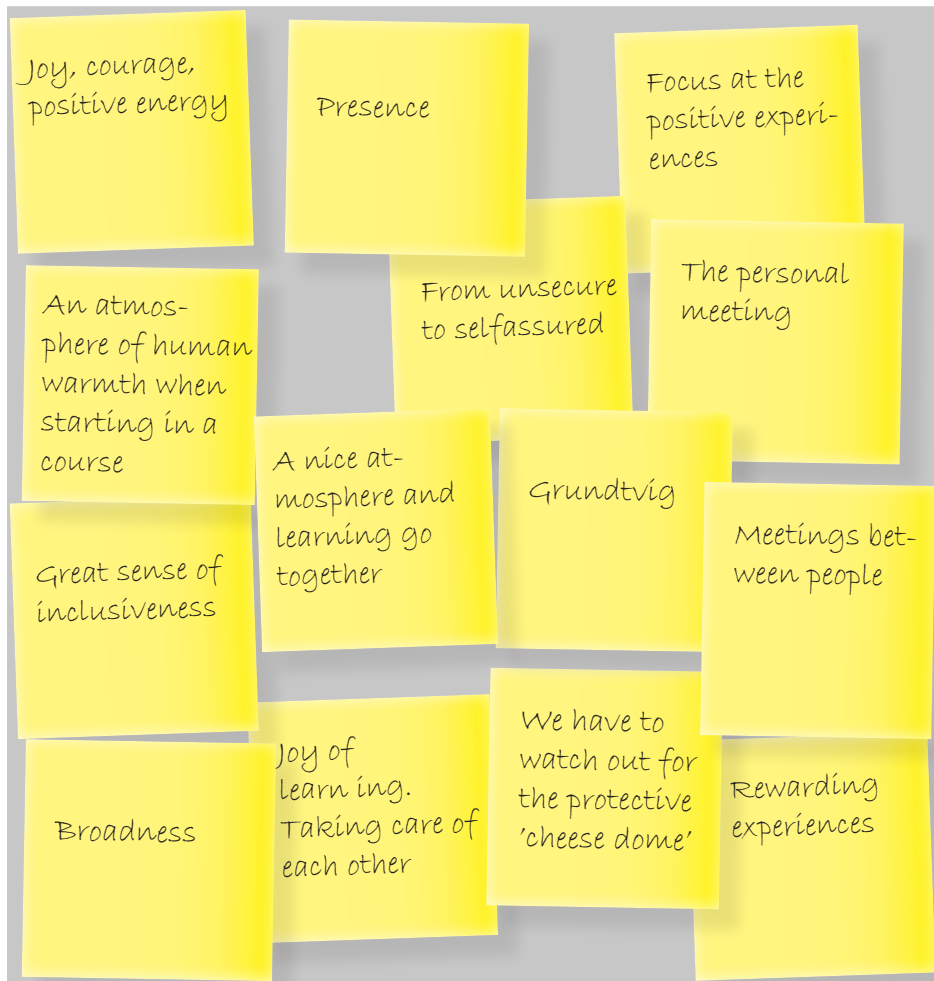 Joy, courage,
positive energy
Presence
Focus at the
positive experi-
ences
From unsecure
to selfassured
The personal
meeting
An atmos-
phere of human
warmth when
starting in a
course
A nice at-
mosphere and
learning go
together
Grundtvig
Meetings bet-
ween people
Great sense of
inclusiveness
Joy of
learn ing.
Taking care of
each other
We have to
watch out for
the protective
'cheese dome'
Rewarding
experiences
Broadness